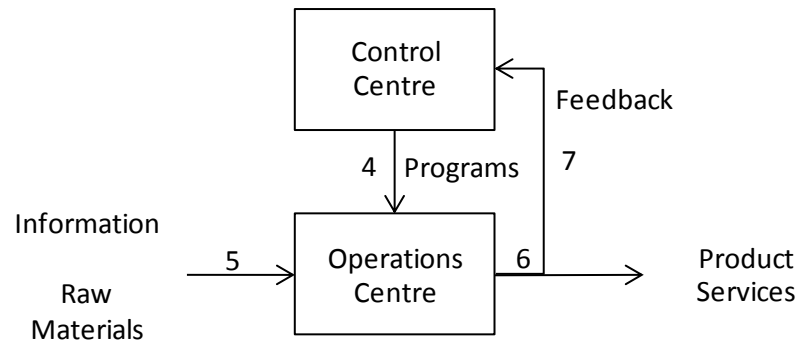 Control
Centre
Feedback
4 Programs 7
Information
5
Operations
Centre
6
Product
Services
Raw
Materials